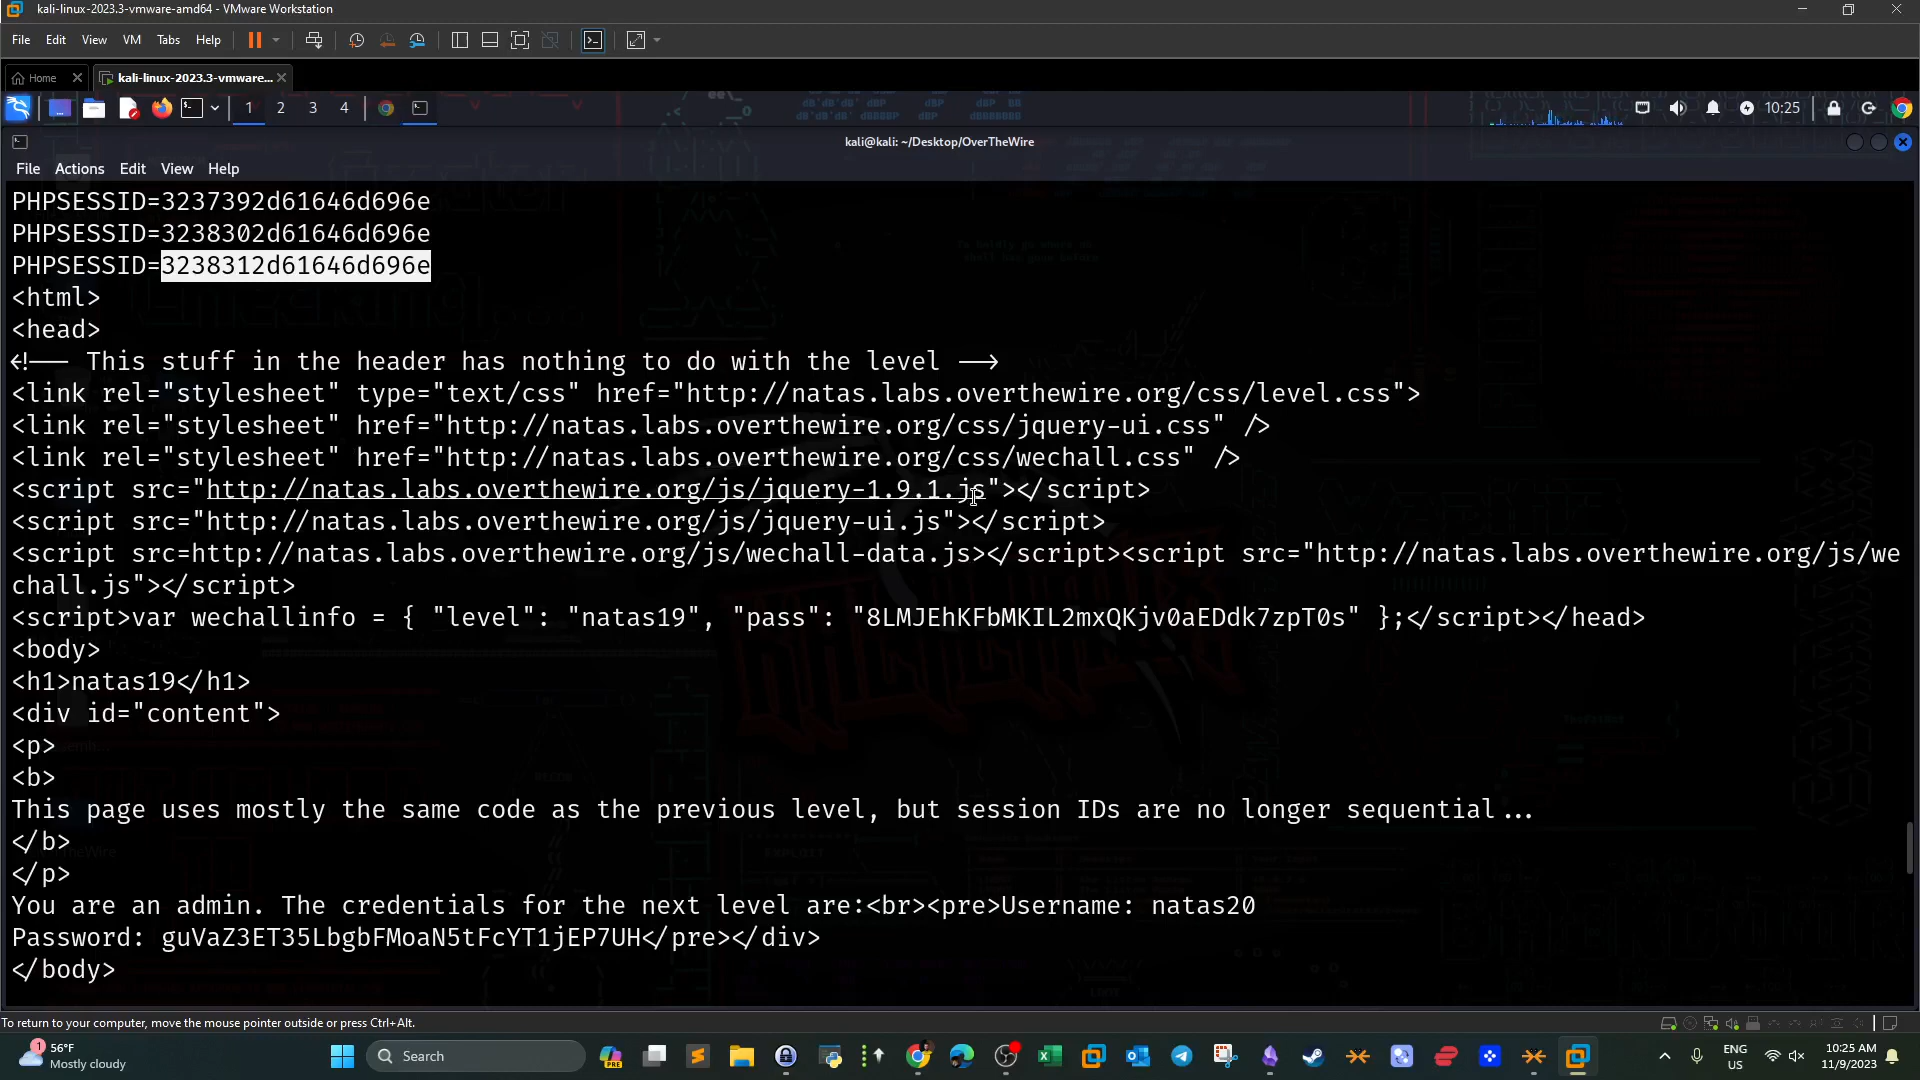 kali-linux-2023.3-vmware-amd64 - VMware Workstation
File Edit View VM Tabs Help
Home kali-linux-2023.3-vmware...
1 2 3 4 10:25
kali@kali: ~/Desktop/OverTheWire
File Actions Edit View Help
PHPSESSID=3237392d61646d696e
PHPSESSID=3238302d61646d696e
PHPSESSID=3238312d61646d696e
<html>
<head>
<!-- This stuff in the header has nothing to do with the level -->
<link rel="stylesheet" type="text/css" href="http://natas.labs.overthewire.org/css/level.css">
<link rel="stylesheet" href="http://natas.labs.overthewire.org/css/jquery-ui.css" />
<link rel="stylesheet" href="http://natas.labs.overthewire.org/css/wechall.css" />
<script src="http://natas.labs.overthewire.org/js/jquery-1.9.1.js"></script>
<script src="http://natas.labs.overthewire.org/js/jquery-ui.js"></script>
<script src=http://natas.labs.overthewire.org/js/wechall-data.js></script><script src="http://natas.labs.overthewire.org/js/we
chall.js"></script>
<script>var wechallinfo = { "level": "natas19", "pass": "8LMJEhKFbMKIL2mxQKjv0aEDdk7zpT0s" };</script></head>
<body>
<h1>natas19</h1>
<div id="content">
<p>
<b>
This page uses mostly the same code as the previous level, but session IDs are no longer sequential...
</b>
</p>
You are an admin. The credentials for the next level are:<br><pre>Username: natas20
Password: guVaZ3ET35LbgbFMoaN5tFcYT1jEP7UH</pre></div>
</body>
To return to your computer, move the mouse pointer outside or press Ctrl+Alt.
1 56°F
Mostly cloudy
Search
PRE
ENG
US
10:25 AM
11/9/2023